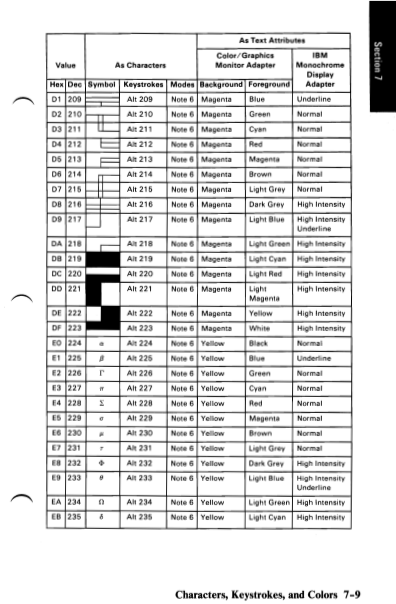 Section 7
As Text Attributes
Value As Characters Color/Graphics Monitor Adapter IBM Monochrome Display Adapter
Hex Dec Symbol Keystrokes Modes Background Foreground
D1 209 ╤ Alt 209 Note 6 Magenta Blue Underline
D2 210 ╥ Alt 210 Note 6 Magenta Green Normal
D3 211 ╙ Alt 211 Note 6 Magenta Cyan Normal
D4 212 ╘ Alt 212 Note 6 Magenta Red Normal
D5 213 ╒ Alt 213 Note 6 Magenta Magenta Normal
D6 214 ╓ Alt 214 Note 6 Magenta Brown Normal
D7 215 ╫ Alt 215 Note 6 Magenta Light Grey Normal
D8 216 ╪ Alt 216 Note 6 Magenta Dark Grey High Intensity
D9 217 ┘ Alt 217 Note 6 Magenta Light Blue High Intensity Underline
DA 218 ┌ Alt 218 Note 6 Magenta Light Green High Intensity
DB 219 █ Alt 219 Note 6 Magenta Light Cyan High Intensity
DC 220 ▄ Alt 220 Note 6 Magenta Light Red High Intensity
DD 221 ▌ Alt 221 Note 6 Magenta Light Magenta High Intensity
DE 222 ▐ Alt 222 Note 6 Magenta Yellow High Intensity
DF 223 ▀ Alt 223 Note 6 Magenta White High Intensity
E0 224 α Alt 224 Note 6 Yellow Black Normal
E1 225 β Alt 225 Note 6 Yellow Blue Underline
E2 226 Γ Alt 226 Note 6 Yellow Green Normal
E3 227 π Alt 227 Note 6 Yellow Cyan Normal
E4 228 Σ Alt 228 Note 6 Yellow Red Normal
E5 229 σ Alt 229 Note 6 Yellow Magenta Normal
E6 230 μ Alt 230 Note 6 Yellow Brown Normal
E7 231 τ Alt 231 Note 6 Yellow Light Grey Normal
E8 232 Φ Alt 232 Note 6 Yellow Dark Grey High Intensity
E9 233 θ Alt 233 Note 6 Yellow Light Blue High Intensity Underline
EA 234 Ω Alt 234 Note 6 Yellow Light Green High Intensity
EB 235 δ Alt 235 Note 6 Yellow Light Cyan High Intensity
Characters, Keystrokes, and Colors 7-9